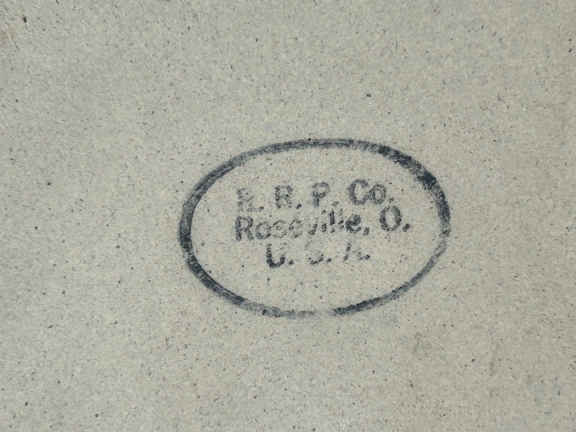 R. R. P. Co.
Roseville, O.
U. S. A.